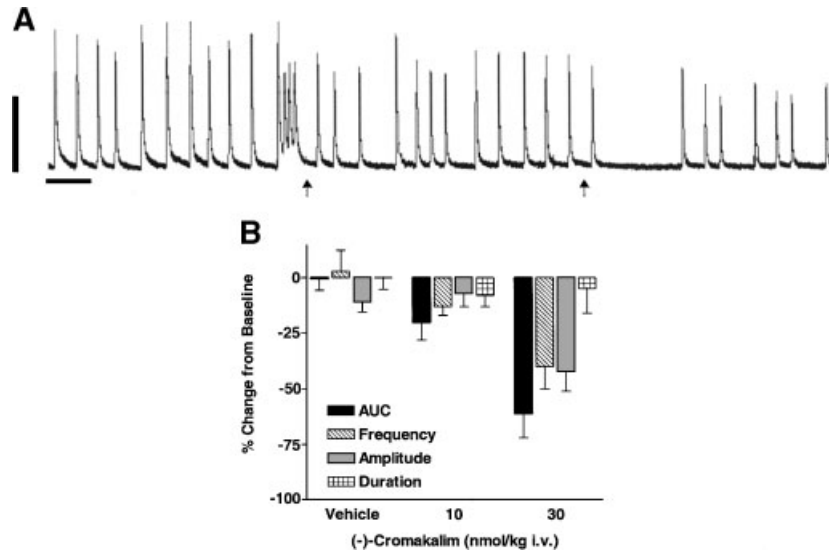 A
B
% Change from Baseline
0
-25
-50
-75
-100
AUC
Frequency
Amplitude
Duration
Vehicle 10 30
(-)-Cromakalim (nmol/kg i.v.)